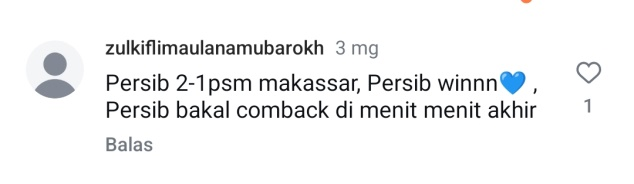 zulkiflimaulanamubarokh 3 mg
Persib 2-1psm makassar, Persib winnn💙 ,
Persib bakal comback di menit menit akhir
1
Balas